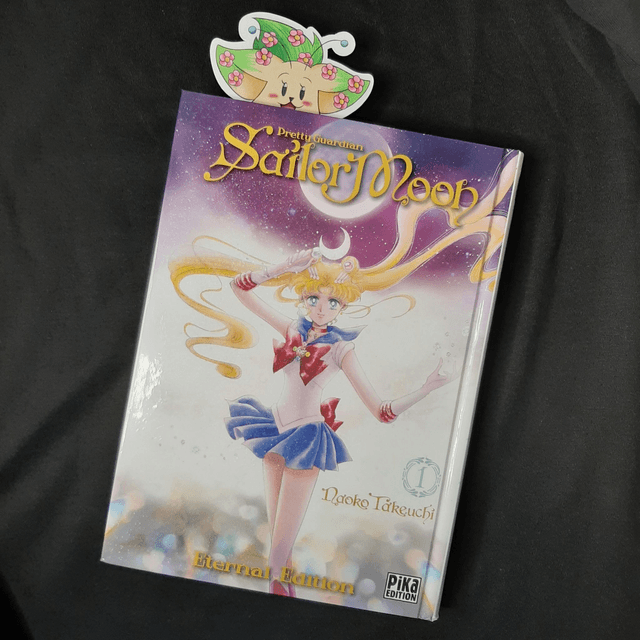 Pretty Guardian
Sailor Moon
1
Naoko Takeuchi
Eternal Edition
PiKa
EDITION